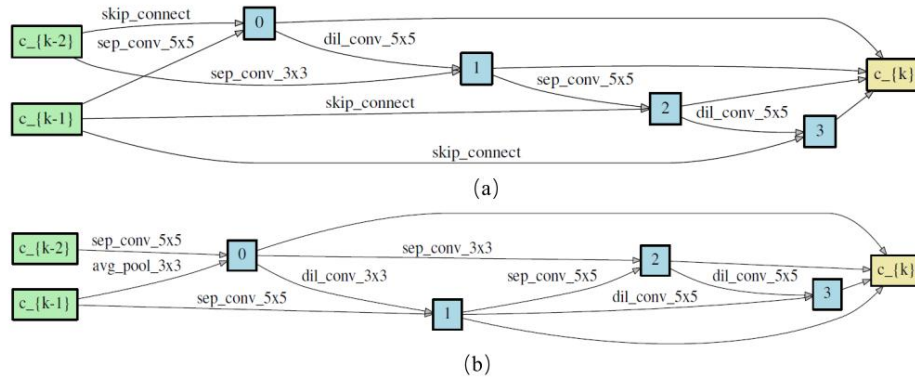 skip_connect
0
c_{k-2}
sep_conv_5x5
dil_conv_5x5
sep_conv_3x3
1
c_{k}
sep_conv_5x5
c_{k-1}
skip_connect
2
dil_conv_5x5
3
skip_connect
(a)
c_{k-2}
sep_conv_5x5
0
sep_conv_3x3
2
c_{k}
avg_pool_3x3
dil_conv_3x3
sep_conv_5x5
dil_conv_5x5
c_{k-1}
sep_conv_5x5
1
dil_conv_5x5
3
(b)